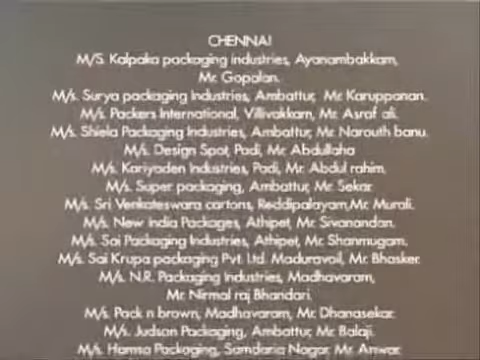 CHENNAI
M/S. Kalpaka packaging industries, Ayanambakkam,
Mr. Gopalan.
M/s. Surya packaging Industries, Ambattur, Mr. Karuppanan.
M/s. Packers International, Villivakkam, Mr. Asraf ali.
M/s. Shiela Packaging Industries, Ambattur, Mr. Narouth banu.
M/s. Design Spot, Padi, Mr. Abdullaha
M/s. Kariyaden Industries, Padi, Mr. Abdul rahim.
M/s. Super packaging, Ambattur, Mr. Sekar
M/s. Sri Venkateswara cartons, Reddipalayam,Mr. Murali.
M/s. New India Packages, Athipet, Mr. Sivanandan.
M/s. Sai Packaging Industries, Athipet, Mr. Shanmugam.
M/s. Sai Krupa packaging Pvt. Ltd. Maduravoil, Mr. Bhasker.
M/s. N.R. Packaging Industries, Madhavaram,
Mr. Nirmal raj Bhandari.
M/s. Pack n brown, Madhavaram, Mr. Dhanasekar.
M/s. Judson Packaging, Ambattur, Mr. Balaji.
M/s. Hamsa Packaging, Samdaria Nagar, Mr. Anwar.